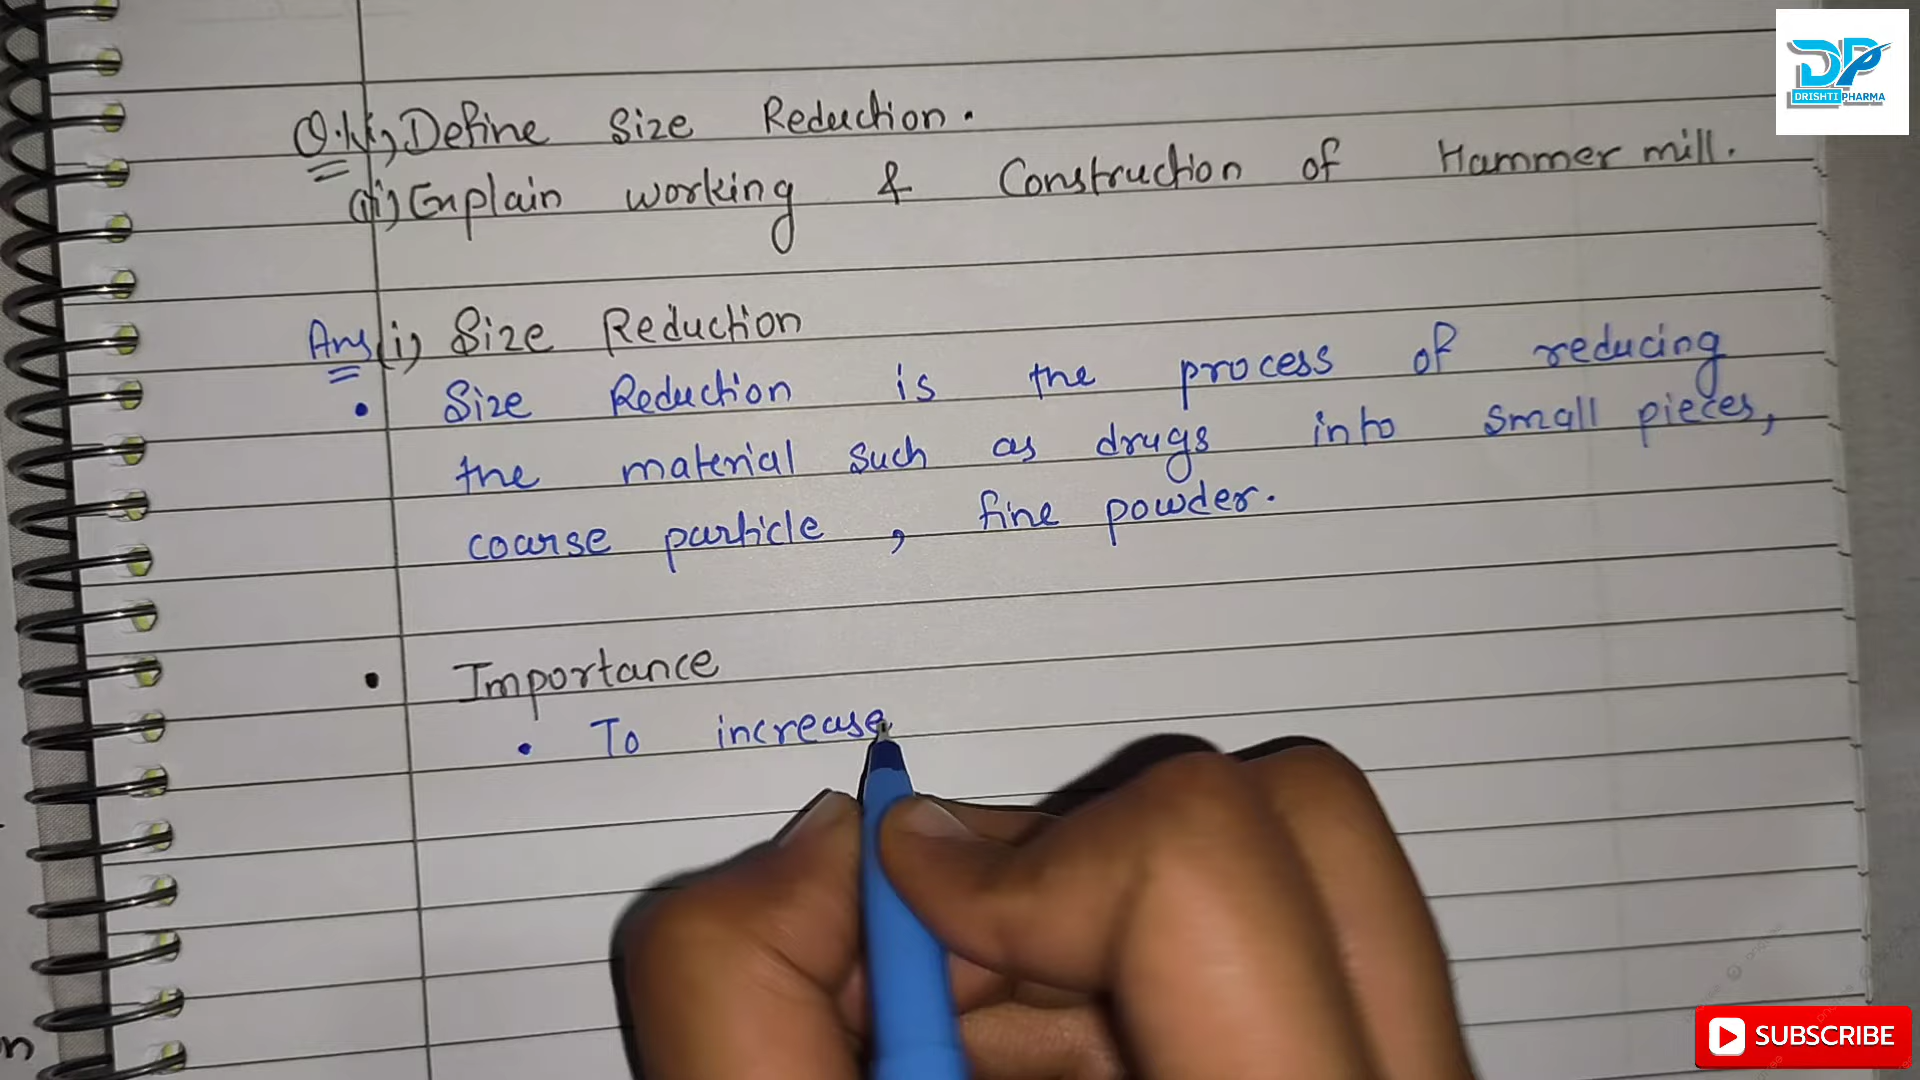 Q.1(i) Define Size Reduction.
(ii) Explain working & Construction of Hammer mill.
Ans (i) Size Reduction
• Size Reduction is the process of reducing
the material such as drugs into small pieces,
coarse particle, fine powder.
• Importance
• To increase
DP
DRISHTI PHARMA
SUBSCRIBE
n